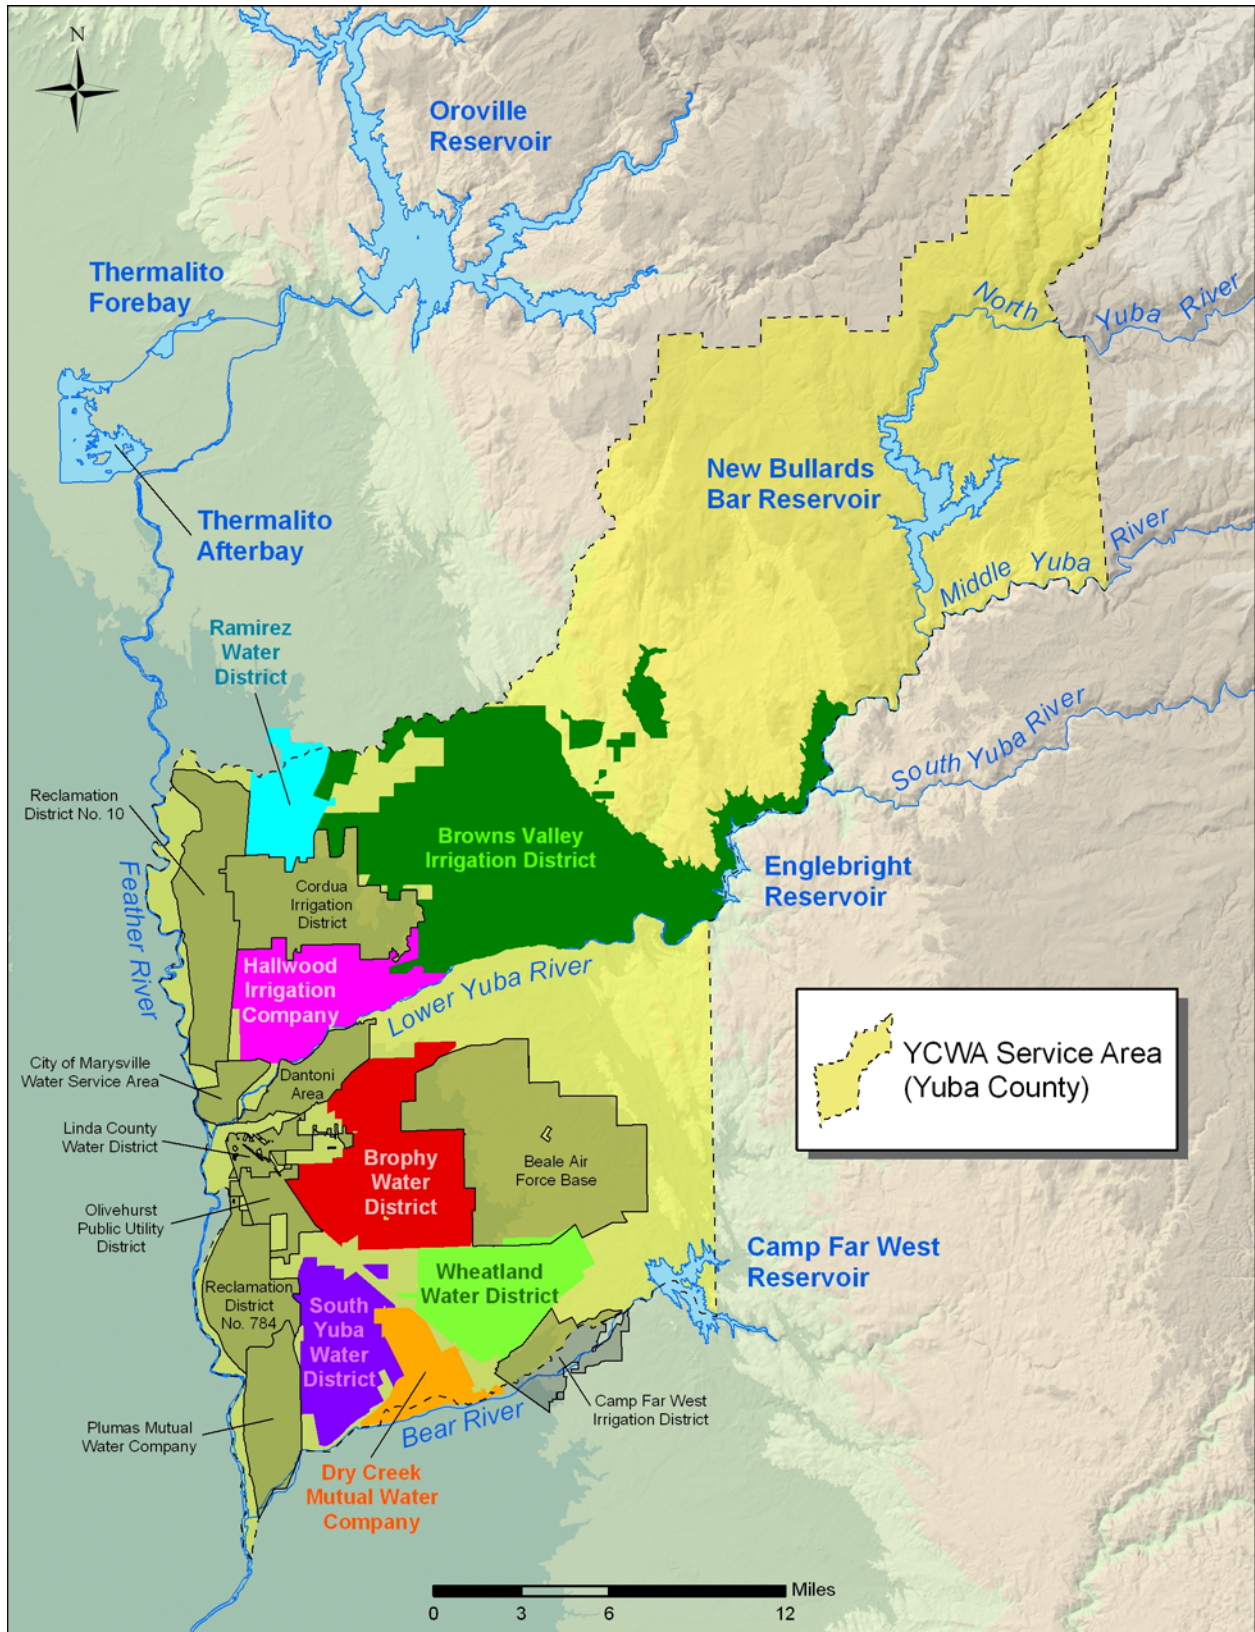 N
Oroville
Reservoir
Thermalito
Forebay
North
Yuba River
New Bullards
Bar Reservoir
Thermalito
Afterbay
Middle Yuba River
Ramirez
Water
District
South Yuba River
Reclamation
District No. 10
Browns Valley
Irrigation District
Englebright
Reservoir
Cordua
Irrigation
District
Feather River
Hallwood
Irrigation
Company
Lower Yuba River
YCWA Service Area
(Yuba County)
City of Marysville
Water Service Area
Dantoni
Area
Linda County
Water District
Brophy
Water
District
Beale Air
Force Base
Olivehurst
Public Utility
District
Camp Far West
Reservoir
Wheatland
Water District
Reclamation
District
No. 784
South
Yuba
Water
District
Camp Far West
Irrigation District
Bear River
Plumas Mutual
Water Company
Dry Creek
Mutual Water
Company
Miles
0 3 6 12